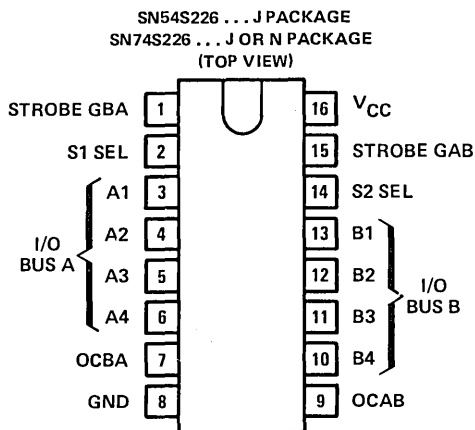 SN54S226 . . . J PACKAGE
SN74S226 . . . J OR N PACKAGE
(TOP VIEW)
STROBE GBA 1 16 VCC
S1 SEL 2 15 STROBE GAB
A1 3 14 S2 SEL
A2 4 13 B1
I/O BUS A
A3 5 12 B2
I/O BUS B
A4 6 11 B3
OCBA 7 10 B4
GND 8 9 OCAB